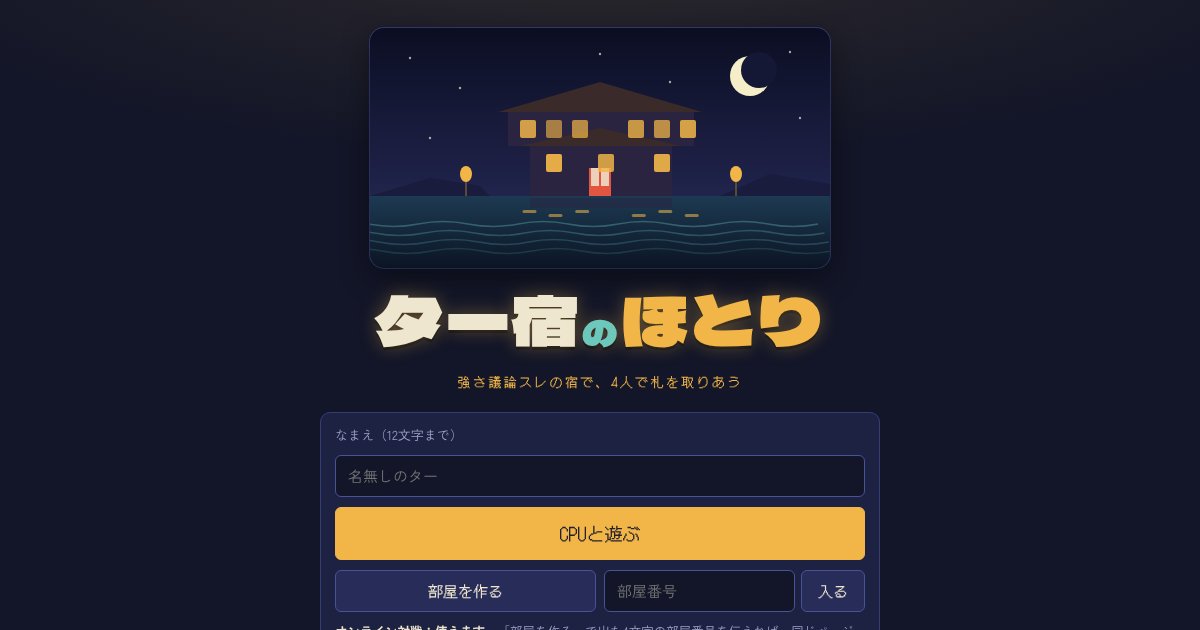 ター宿のほとり
強さ議論スレの宿で、4人で札を取りあう
なまえ（12文字まで）
名無しのター
CPUと遊ぶ
部屋を作る
部屋番号
入る